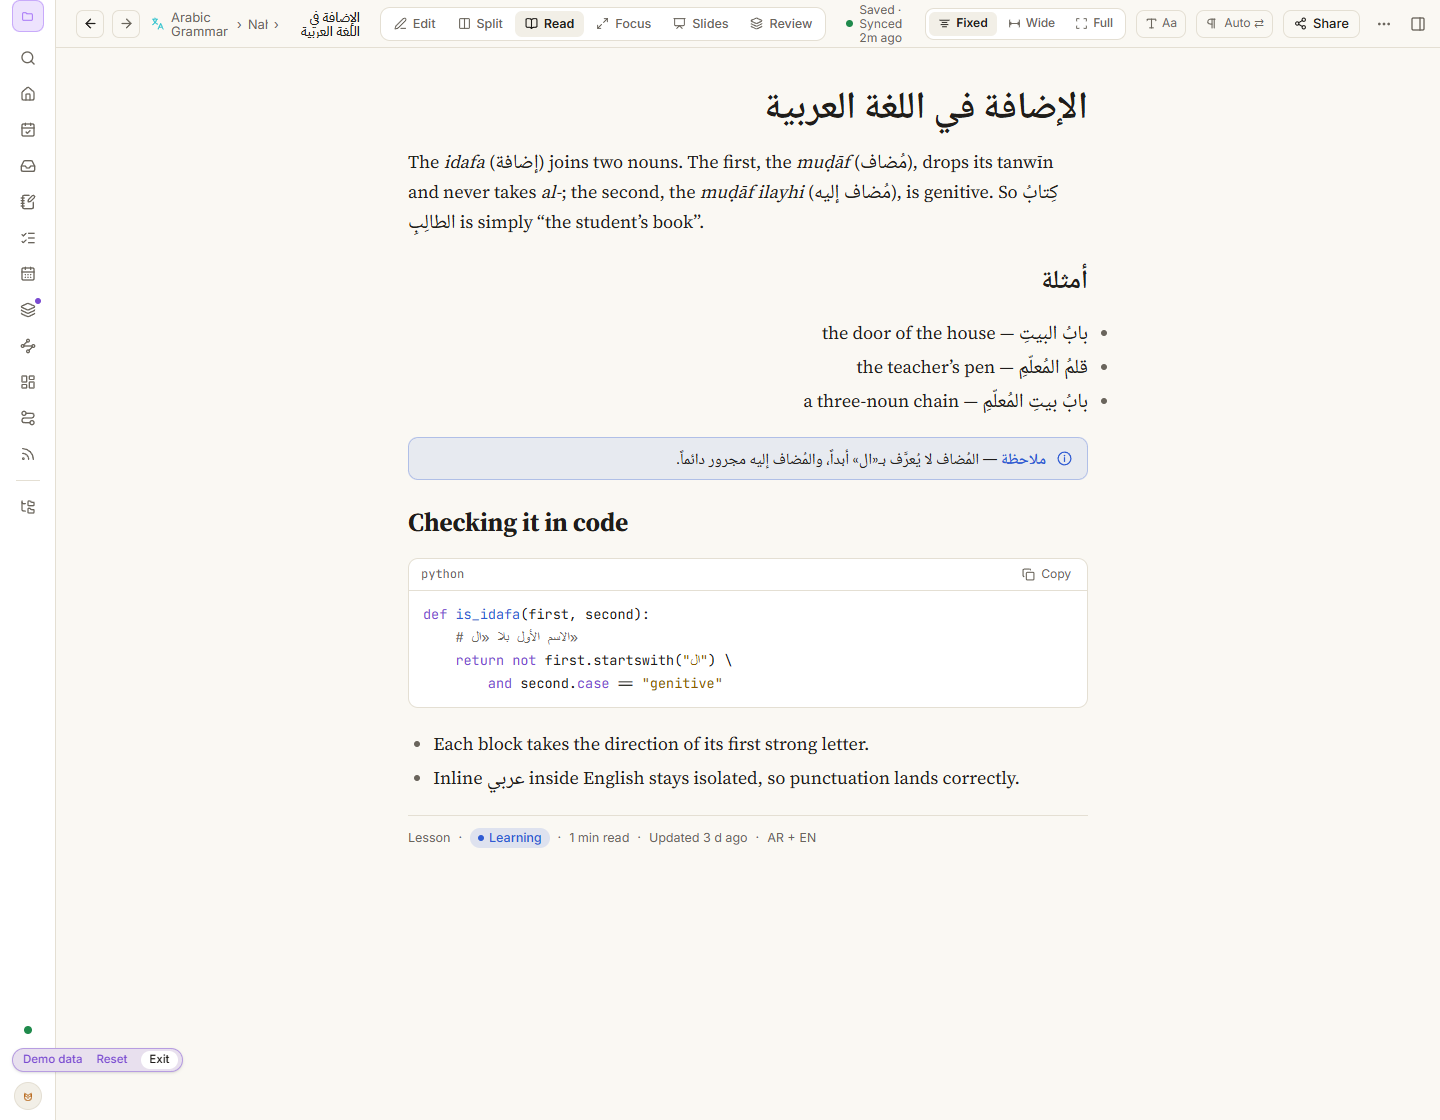 Arabic Grammar
›
Nah
›
الإضافة في اللغة العربية
Edit
Split
Read
Focus
Slides
Review
Saved · Synced 2m ago
Fixed
Wide
Full
Aa
Auto
Share
الإضافة في اللغة العربية
The idafa (إضافة) joins two nouns. The first, the muḍāf (مُضاف), drops its tanwīn
and never takes al-; the second, the muḍāf ilayhi (مُضاف إليه), is genitive. So كِتابُ
الطالِبِ is simply “the student’s book”.
أمثلة
بابُ البيتِ — the door of the house
قلمُ المُعلّمِ — the teacher’s pen
بابُ بيتِ المُعلّمِ — a three-noun chain
ملاحظة — المُضاف لا يُعرَّف بـ«ال» أبداً، والمُضاف إليه مجرور دائماً.
Checking it in code
python
Copy
def is_idafa(first, second):
# الاسم الأول بلا «ال»
return not first.startswith("ال") \
and second.case == "genitive"
Each block takes the direction of its first strong letter.
Inline عربي inside English stays isolated, so punctuation lands correctly.
Lesson · Learning · 1 min read · Updated 3 d ago · AR + EN
Demo data
Reset
Exit